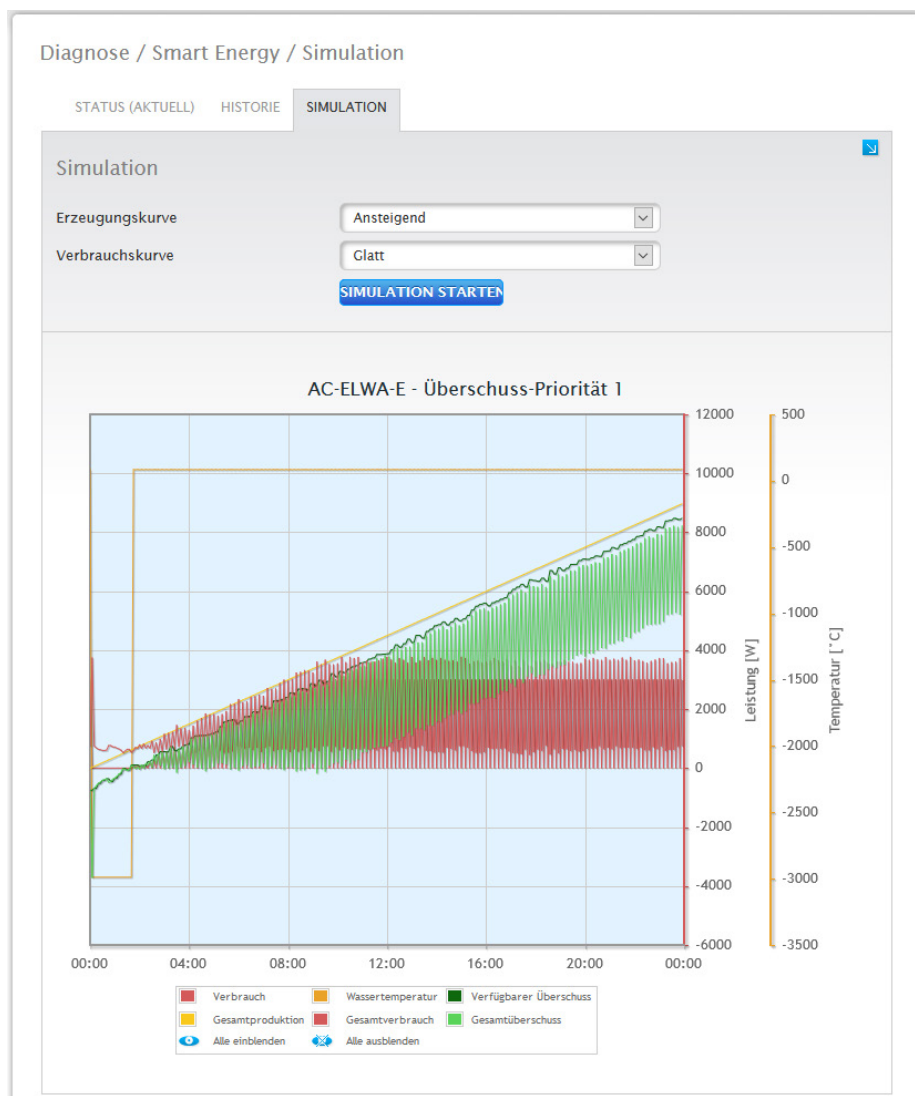 Diagnose / Smart Energy / Simulation
STATUS (AKTUELL) HISTORIE SIMULATION
Simulation
Erzeugungskurve Ansteigend
Verbrauchskurve Glatt
SIMULATION STARTEN
AC-ELWA-E - Überschuss-Priorität 1
12000 500
10000 0
8000 -500
6000 -1000
4000 -1500
2000 -2000
0 -2500
-2000 -3000
-4000 -3500
-6000
Leistung [W]
Temperatur [°C]
00:00 04:00 08:00 12:00 16:00 20:00 00:00
Verbrauch Wassertemperatur Verfügbarer Überschuss
Gesamtproduktion Gesamtverbrauch Gesamtüberschuss
Alle einblenden Alle ausblenden